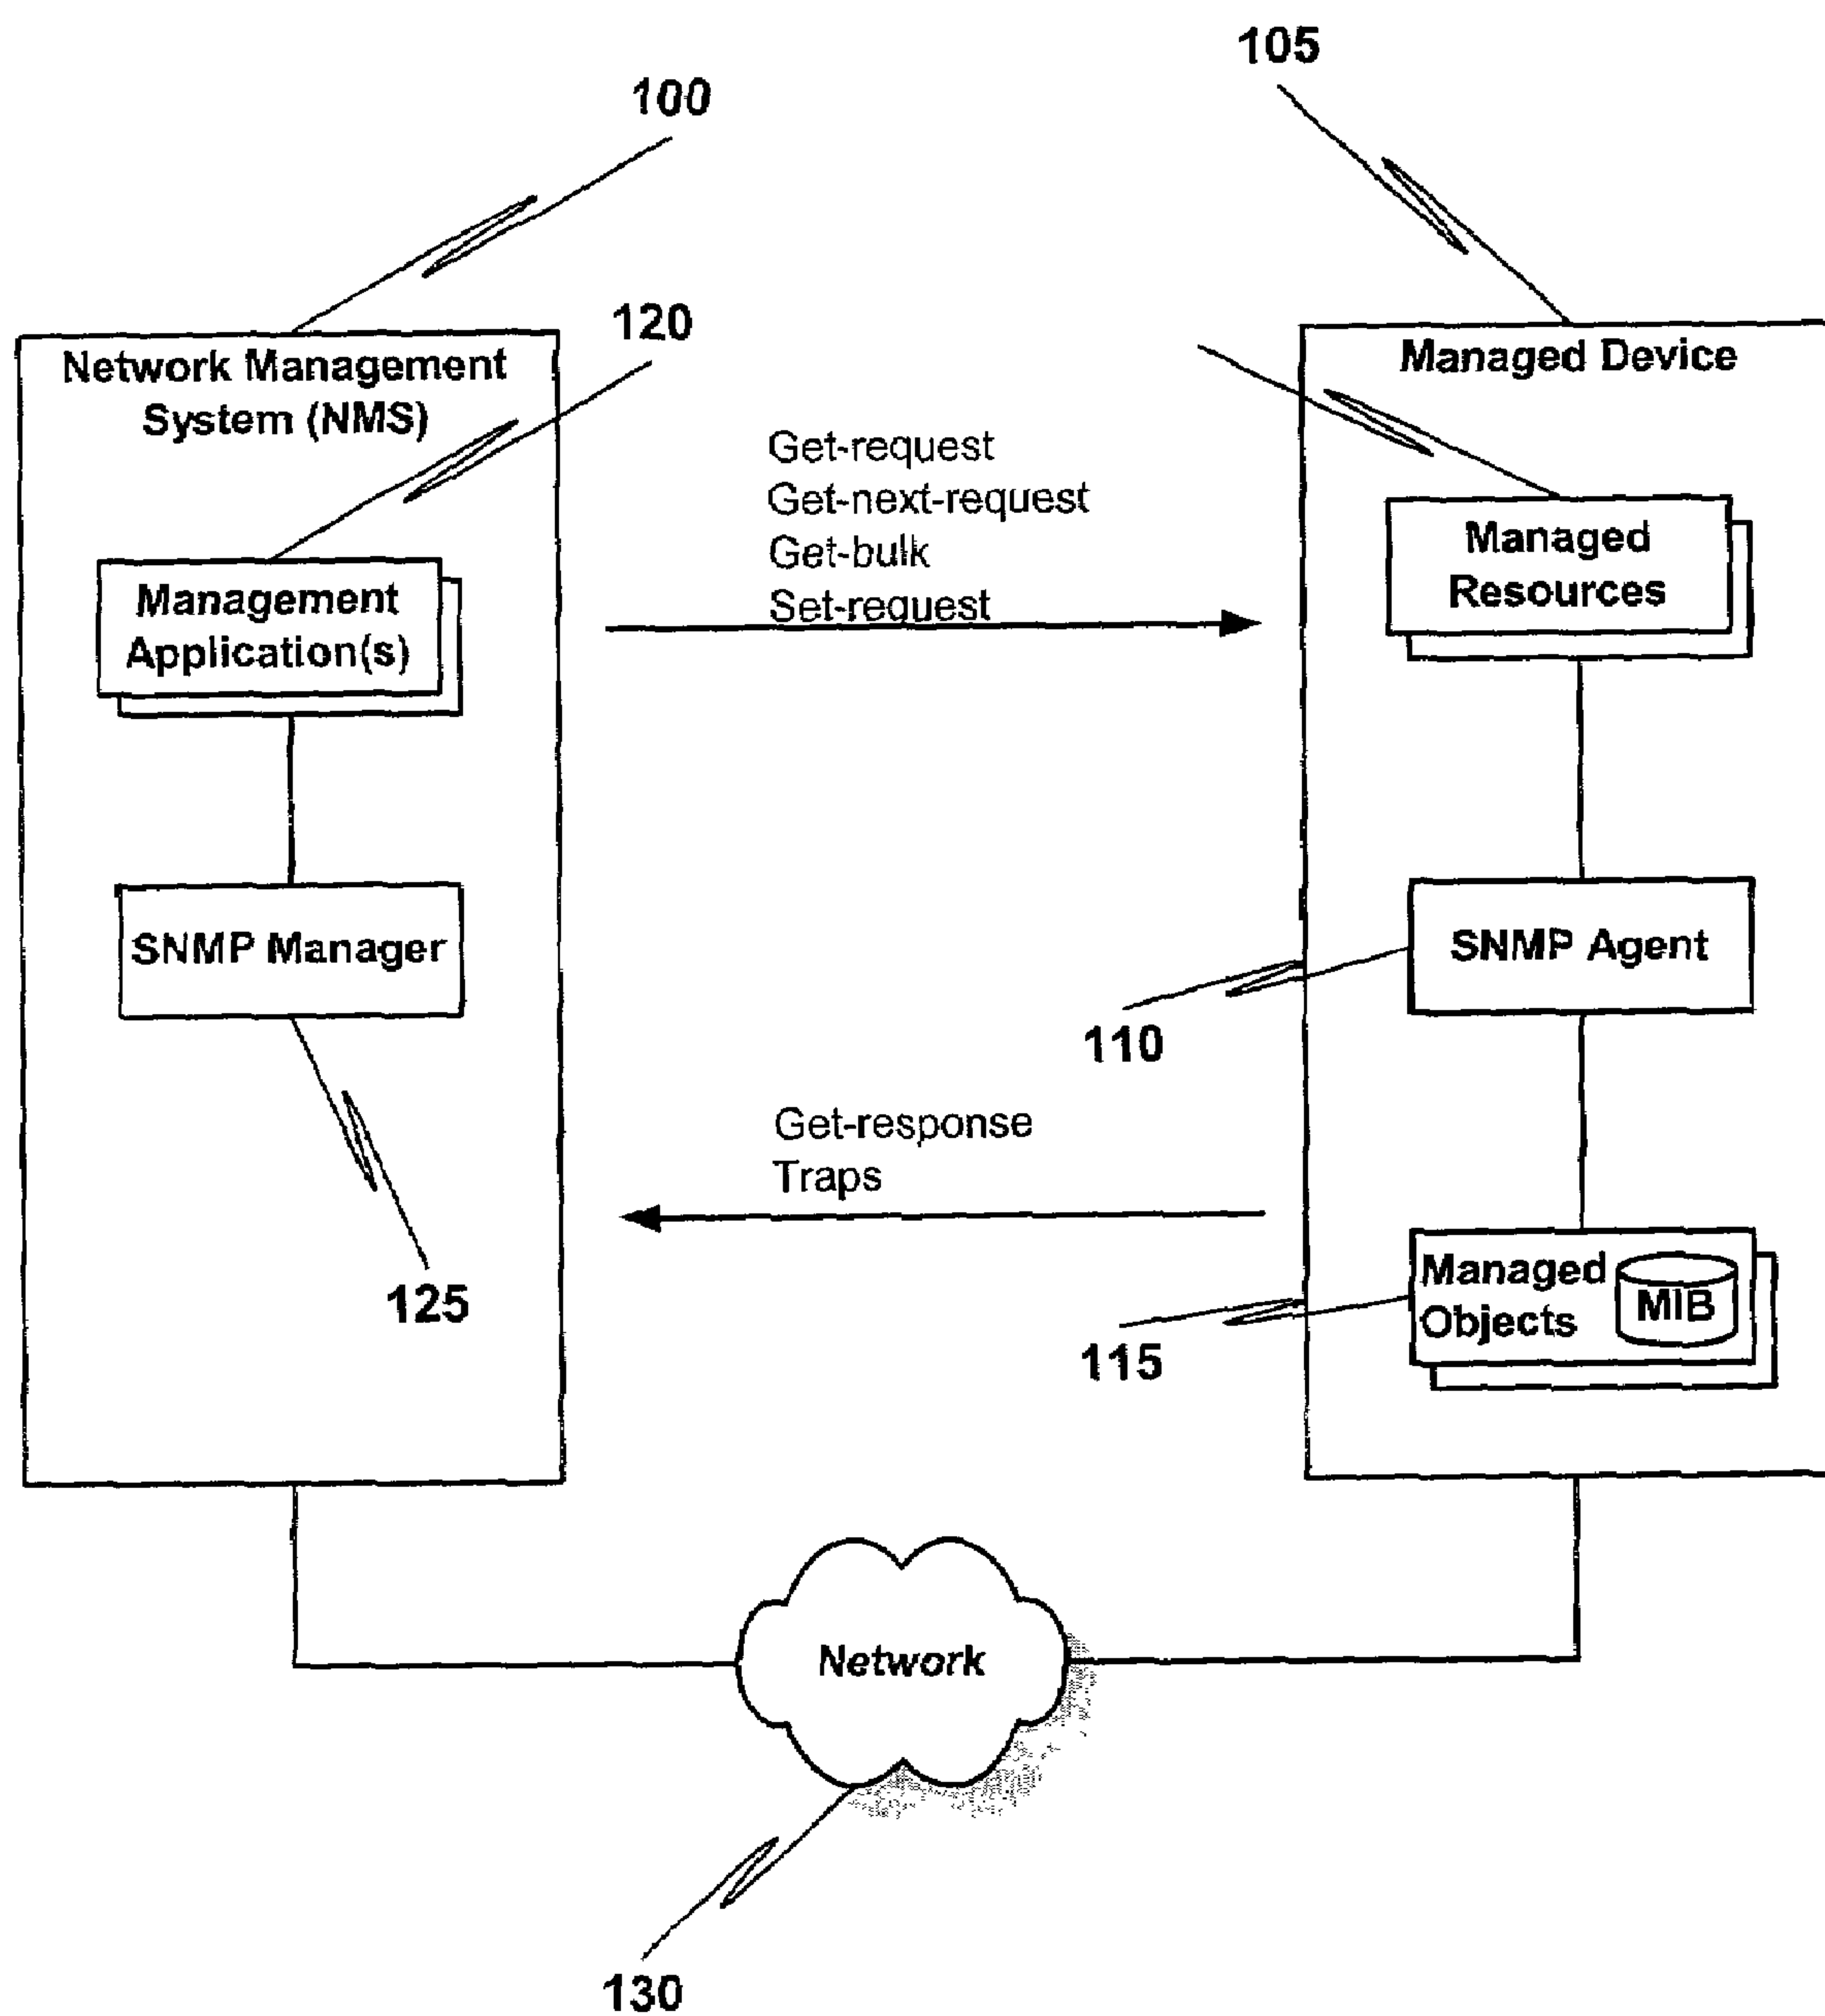 105
100
120
Network Management
System (NMS)
Managed Device
Get-request
Get-next-request
Get-bulk
Set-request
Managed
Resources
Management
Application(s)
SNMP Manager
SNMP Agent
110
Get-response
Traps
125
Managed
Objects
MIB
115
Network
130